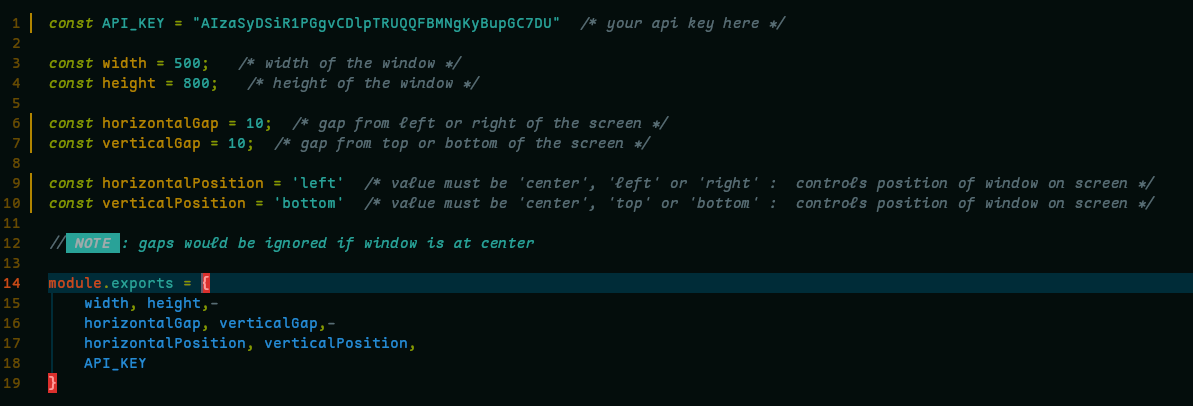 1 const API_KEY = "AIzaSyDSiR1PGgvCDlpTRUQQFBMNgKyBupGC7DU" /* your api key here */
2
3 const width = 500; /* width of the window */
4 const height = 800; /* height of the window */
5
6 const horizontalGap = 10; /* gap from left or right of the screen */
7 const verticalGap = 10; /* gap from top or bottom of the screen */
8
9 const horizontalPosition = 'left' /* value must be 'center', 'left' or 'right' : controls position of window on screen */
10 const verticalPosition = 'bottom' /* value must be 'center', 'top' or 'bottom' : controls position of window on screen */
11
12 // NOTE : gaps would be ignored if window is at center
13
14 module.exports = {
15 width, height,-
16 horizontalGap, verticalGap,-
17 horizontalPosition, verticalPosition,
18 API_KEY
19 }